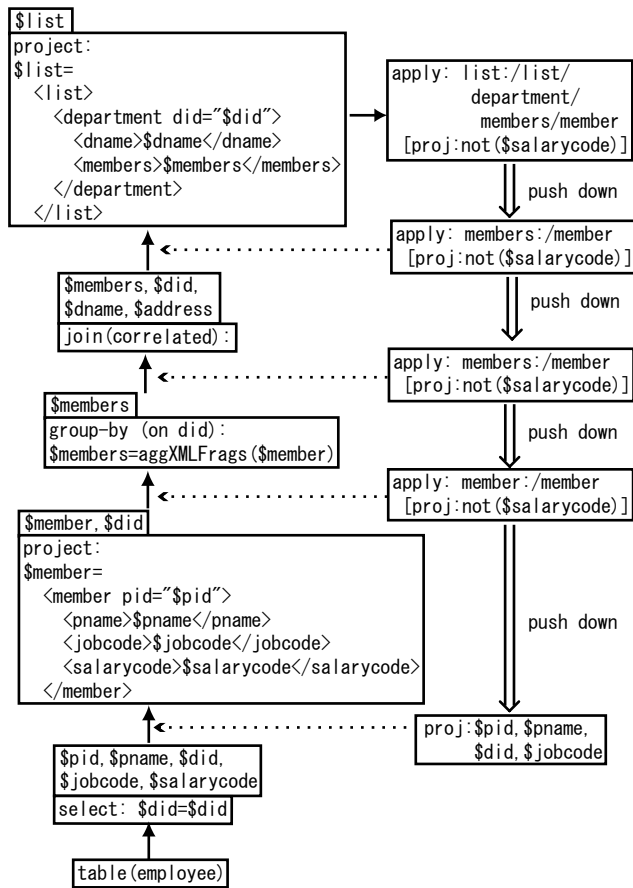 $list
project:
$list=
<list>
<department did="$did">
<dname>$dname</dname>
<members>$members</members>
</department>
</list>
apply: list:/list/
department/
members/member
[proj:not($salarycode)]
push down
apply: members:/member
[proj:not($salarycode)]
$members,$did,
$dname,$address
join(correlated):
push down
apply: members:/member
[proj:not($salarycode)]
$members
group-by (on did):
$members=aggXMLFrags($member)
push down
apply: member:/member
[proj:not($salarycode)]
$member,$did
project:
$member=
<member pid="$pid">
<pname>$pname</pname>
<jobcode>$jobcode</jobcode>
<salarycode>$salarycode</salarycode>
</member>
push down
proj:$pid,$pname,
$did,$jobcode
$pid,$pname,$did,
$jobcode,$salarycode
select: $did=$did
table(employee)